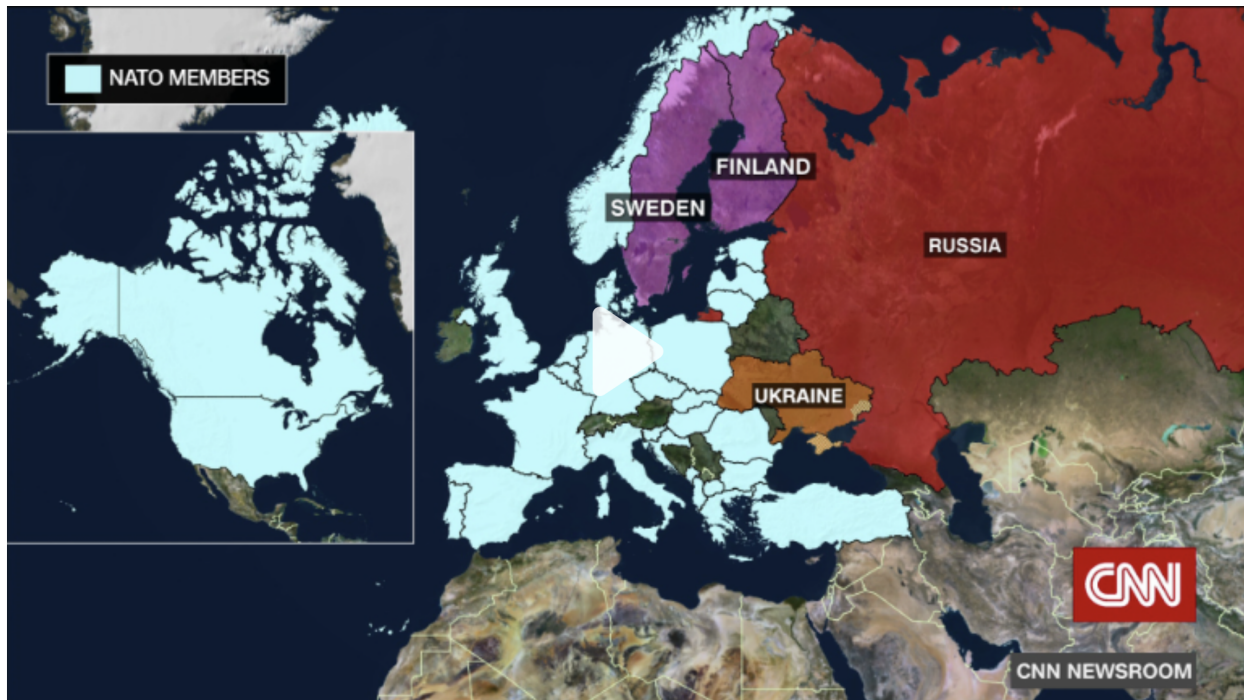 NATO MEMBERS
FINLAND
SWEDEN
RUSSIA
UKRAINE
CNN
CNN NEWSROOM